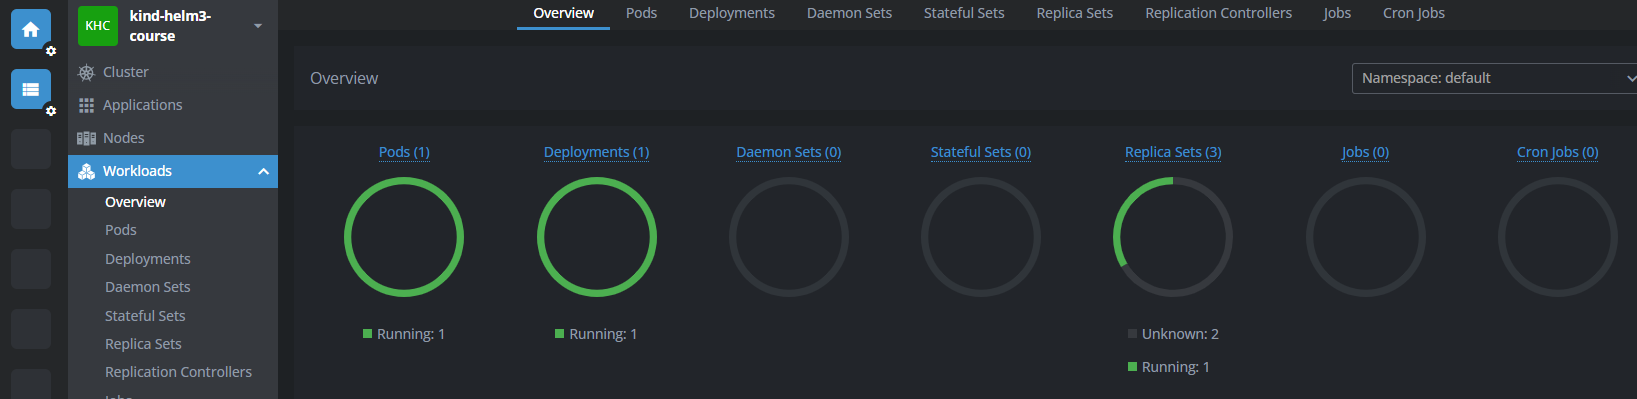 KHC
kind-helm3-
course
Cluster
Applications
Nodes
Workloads
Overview
Pods
Deployments
Daemon Sets
Stateful Sets
Replica Sets
Replication Controllers
Jobs
Overview Pods Deployments Daemon Sets Stateful Sets Replica Sets Replication Controllers Jobs Cron Jobs
Overview
Namespace: default
Pods (1) Deployments (1) Daemon Sets (0) Stateful Sets (0) Replica Sets (3) Jobs (0) Cron Jobs (0)
Running: 1 Running: 1 Unknown: 2
Running: 1